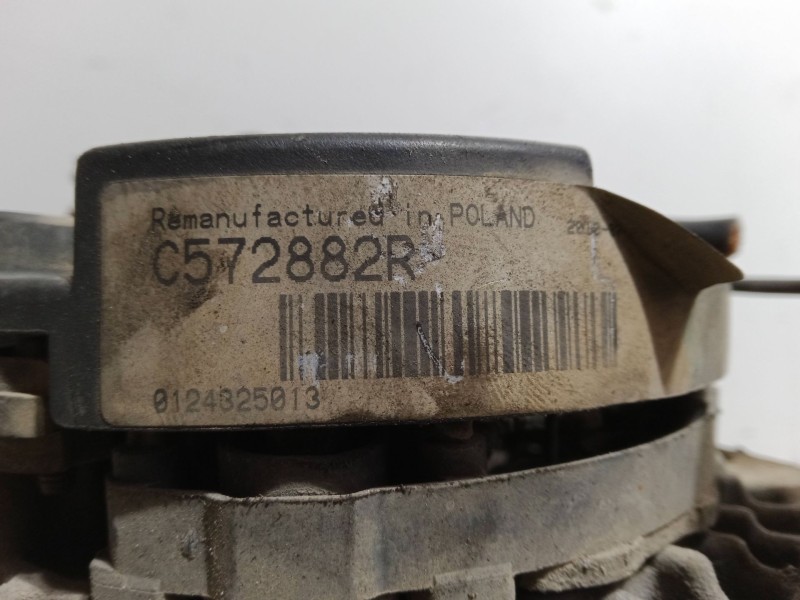 Remanufactured in POLAND
C572882R
0124325013